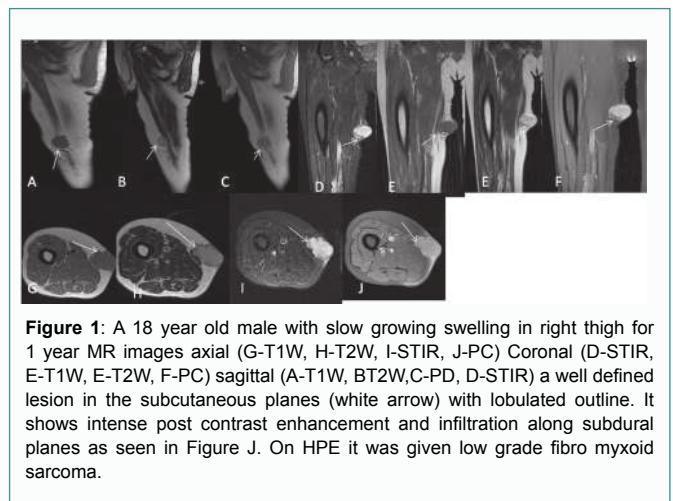 A B C D E E F
G H I J
Figure 1: A 18 year old male with slow growing swelling in right thigh for
1 year MR images axial (G-T1W, H-T2W, I-STIR, J-PC) Coronal (D-STIR,
E-T1W, E-T2W, F-PC) sagittal (A-T1W, BT2W,C-PD, D-STIR) a well defined
lesion in the subcutaneous planes (white arrow) with lobulated outline. It
shows intense post contrast enhancement and infiltration along subdural
planes as seen in Figure J. On HPE it was given low grade fibro myxoid
sarcoma.